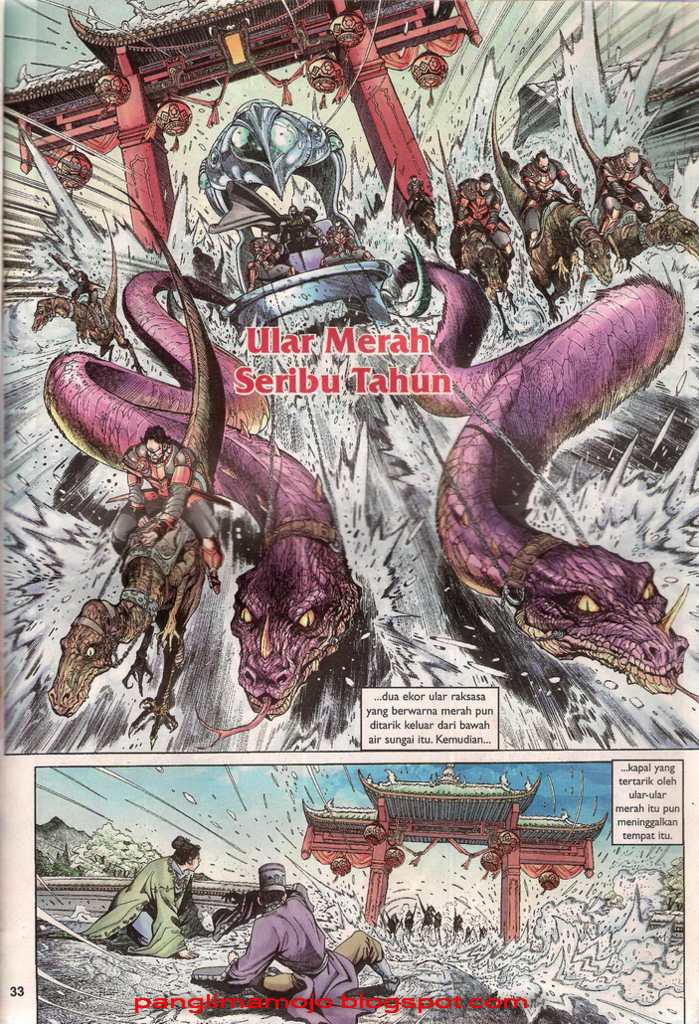 Ular Merah
Seribu Tahun
...dua ekor ular raksasa
yang berwarna merah pun
ditarik keluar dari bawah
air sungai itu. Kemudian...
...kapal yang
tertarik oleh
ular-ular
merah itu pun
meninggalkan
tempat itu.
33
panglimamojo.blogspot.com